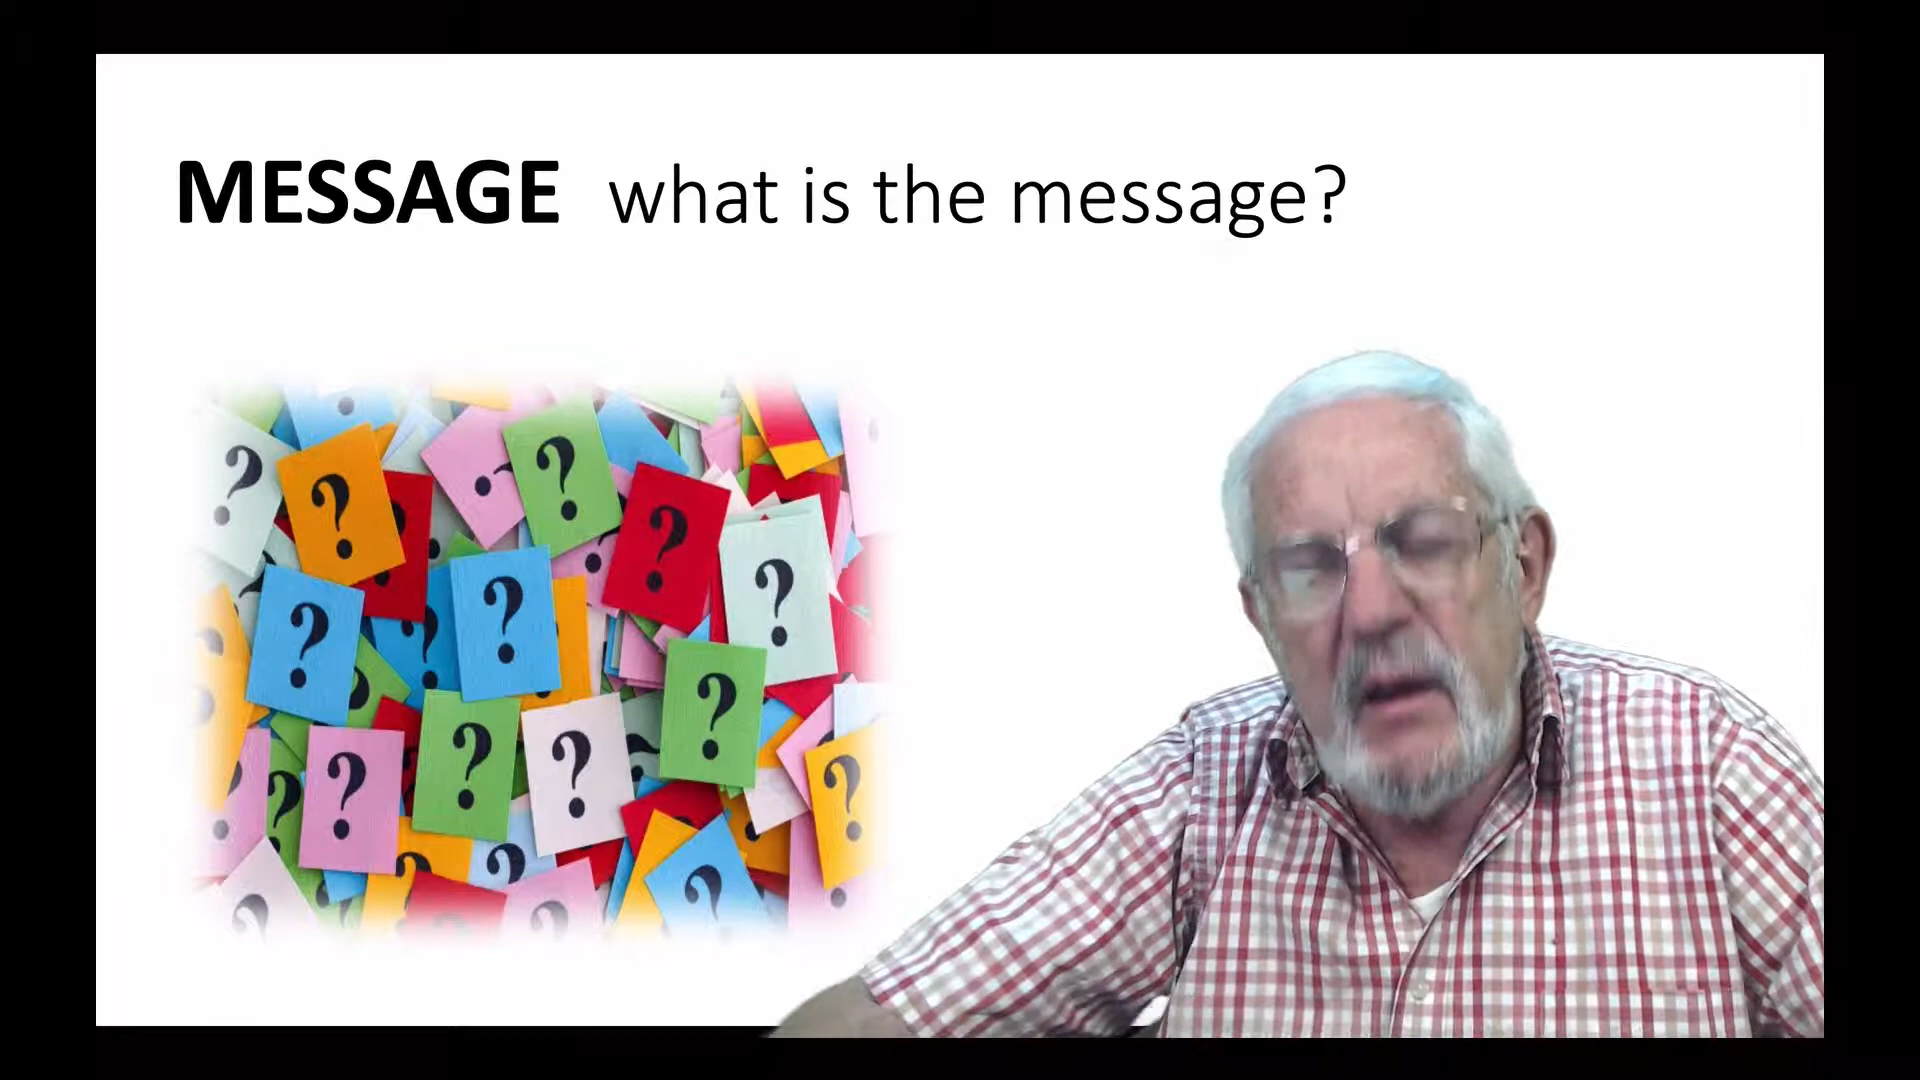 MESSAGE what is the message?
? ? ? ? ? ? ? ? ? ? ? ? ? ? ?